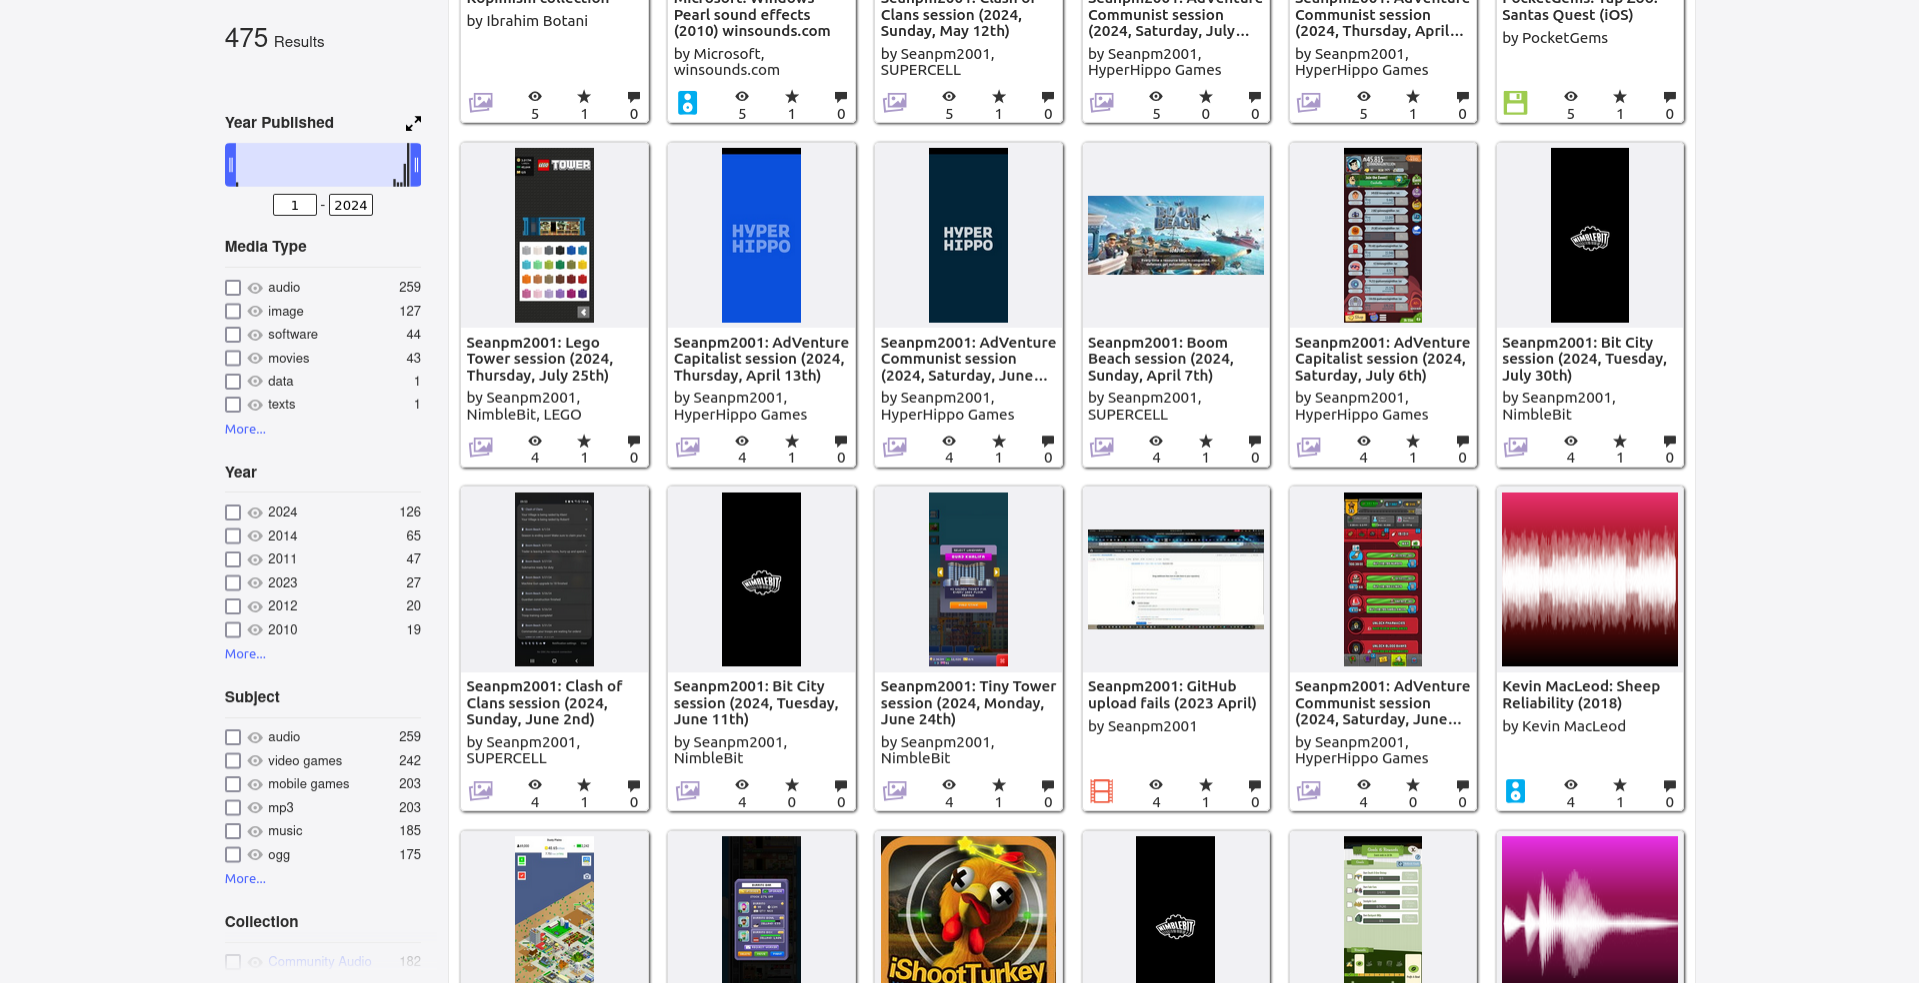 475 Results
Year Published
1 - 2024
Media Type
audio 259
image 127
software 44
movies 43
data 1
texts 1
More...
Year
2024 126
2014 65
2011 47
2023 27
2012 20
2010 19
More...
Subject
audio 259
video games 242
mobile games 203
mp3 203
music 185
ogg 175
More...
Collection
Community Audio 182
by Ibrahim Botani
5 1 0
Pearl sound effects
(2010) winsounds.com
by Microsoft,
winsounds.com
5 1 0
Clans session (2024,
Sunday, May 12th)
by Seanpm2001,
SUPERCELL
5 1 0
Communist session
(2024, Saturday, July...
by Seanpm2001,
HyperHippo Games
5 0 0
Communist session
(2024, Thursday, April...
by Seanpm2001,
HyperHippo Games
5 1 0
Santas Quest (iOS)
by PocketGems
5 1 0
LEGO TOWER
Seanpm2001: Lego
Tower session (2024,
Thursday, July 25th)
by Seanpm2001,
NimbleBit, LEGO
4 1 0
HYPER
HIPPO
Seanpm2001: AdVenture
Capitalist session (2024,
Thursday, April 13th)
by Seanpm2001,
HyperHippo Games
4 1 0
HYPER
HIPPO
Seanpm2001: AdVenture
Communist session
(2024, Saturday, June...
by Seanpm2001,
HyperHippo Games
4 1 0
BOOM
BEACH
Seanpm2001: Boom
Beach session (2024,
Sunday, April 7th)
by Seanpm2001,
SUPERCELL
4 1 0
Seanpm2001: AdVenture
Capitalist session (2024,
Saturday, July 6th)
by Seanpm2001,
HyperHippo Games
4 1 0
NIMBLEBIT
Seanpm2001: Bit City
session (2024, Tuesday,
July 30th)
by Seanpm2001,
NimbleBit
4 1 0
Seanpm2001: Clash of
Clans session (2024,
Sunday, June 2nd)
by Seanpm2001,
SUPERCELL
4 1 0
NIMBLEBIT
Seanpm2001: Bit City
session (2024, Tuesday,
June 11th)
by Seanpm2001,
NimbleBit
4 0 0
Seanpm2001: Tiny Tower
session (2024, Monday,
June 24th)
by Seanpm2001,
NimbleBit
4 1 0
Seanpm2001: GitHub
upload fails (2023 April)
by Seanpm2001
4 1 0
Seanpm2001: AdVenture
Communist session
(2024, Saturday, June...
by Seanpm2001,
HyperHippo Games
4 0 0
Kevin MacLeod: Sheep
Reliability (2018)
by Kevin MacLeod
4 1 0
iShootTurkey
NIMBLEBIT